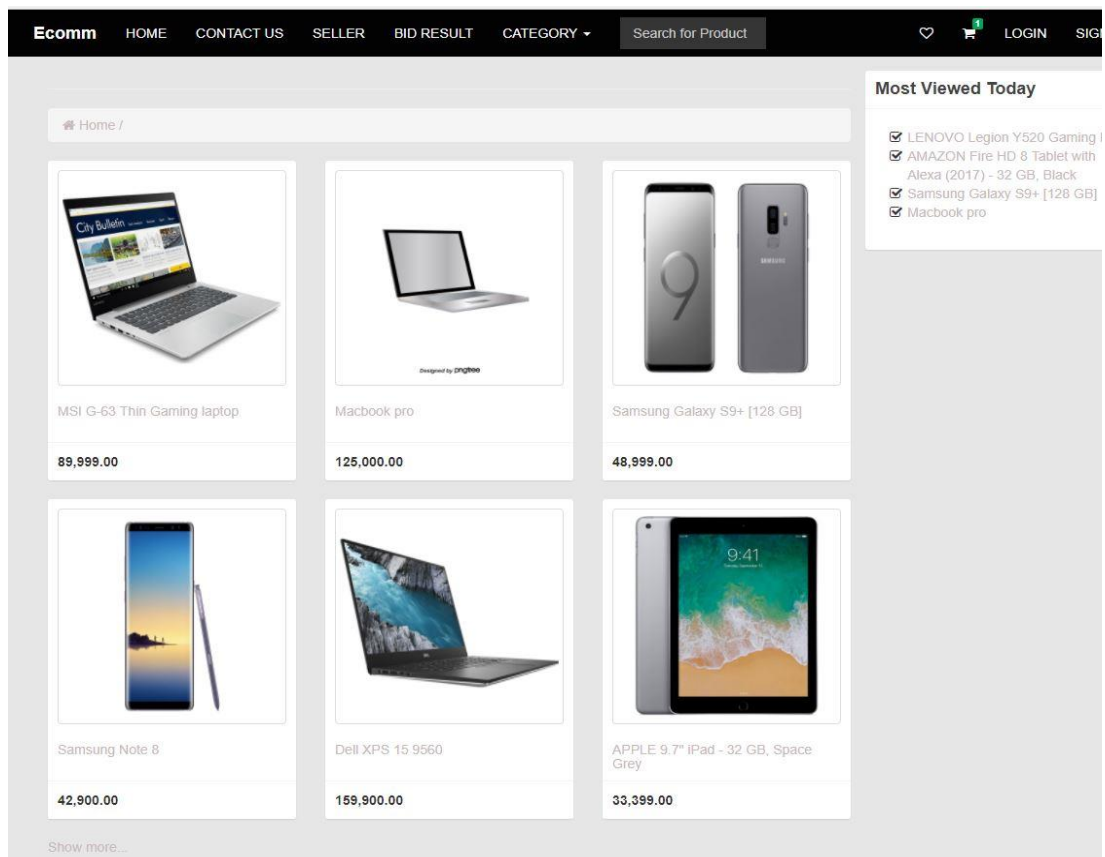 Ecomm HOME CONTACT US SELLER BID RESULT CATEGORY Search for Product 1 LOGIN SIGN
Home /
Most Viewed Today
LENOVO Legion Y520 Gaming
AMAZON Fire HD 8 Tablet with
Alexa (2017) - 32 GB, Black
Samsung Galaxy S9+ [128 GB]
Macbook pro
City Bulletin
Designed by pngtree
9
SAMSUNG
MSI G-63 Thin Gaming laptop
Macbook pro
Samsung Galaxy S9+ [128 GB]
89,999.00
125,000.00
48,999.00
9:41
Samsung Note 8
Dell XPS 15 9560
APPLE 9.7" iPad - 32 GB, Space
Grey
42,900.00
159,900.00
33,399.00
Show more...